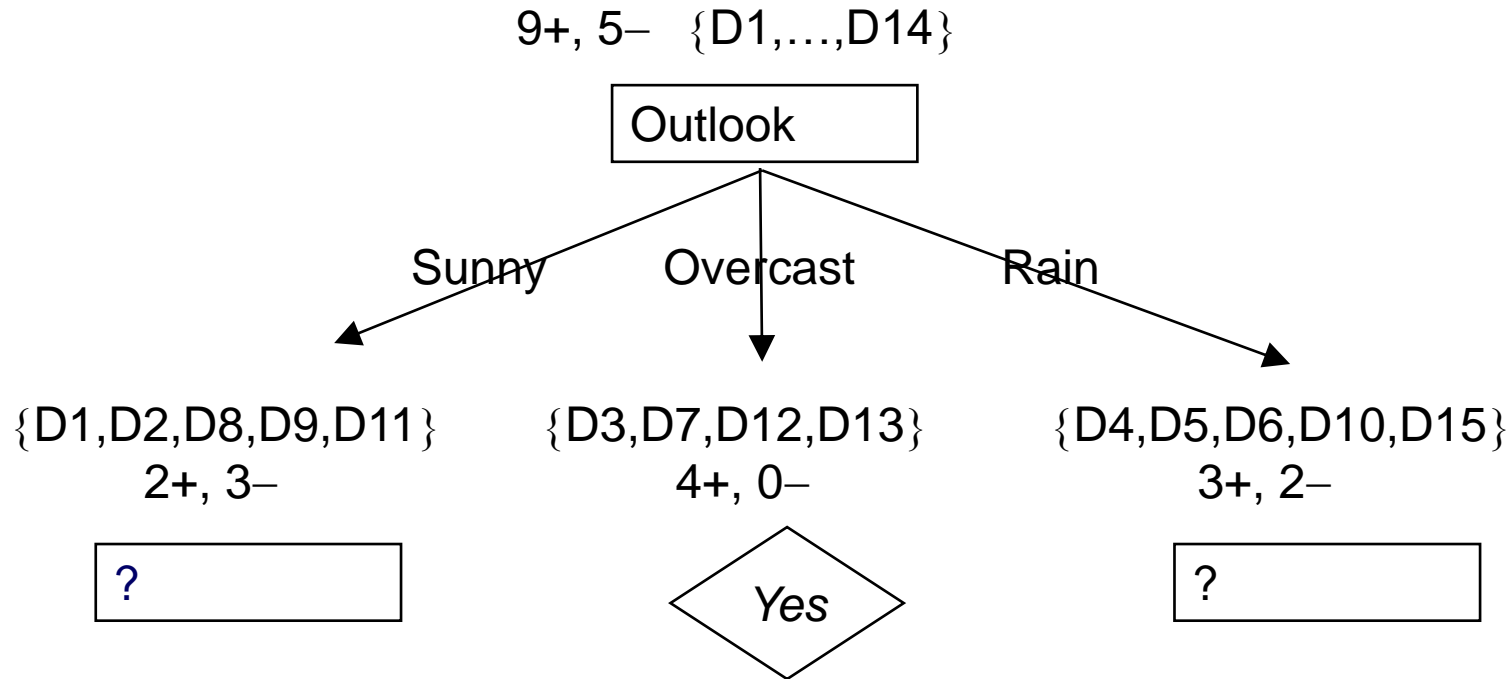 9+, 5– {D1,…,D14}
Outlook
Sunny Overcast Rain
{D1,D2,D8,D9,D11} {D3,D7,D12,D13} {D4,D5,D6,D10,D15}
2+, 3– 4+, 0– 3+, 2–
? Yes ?